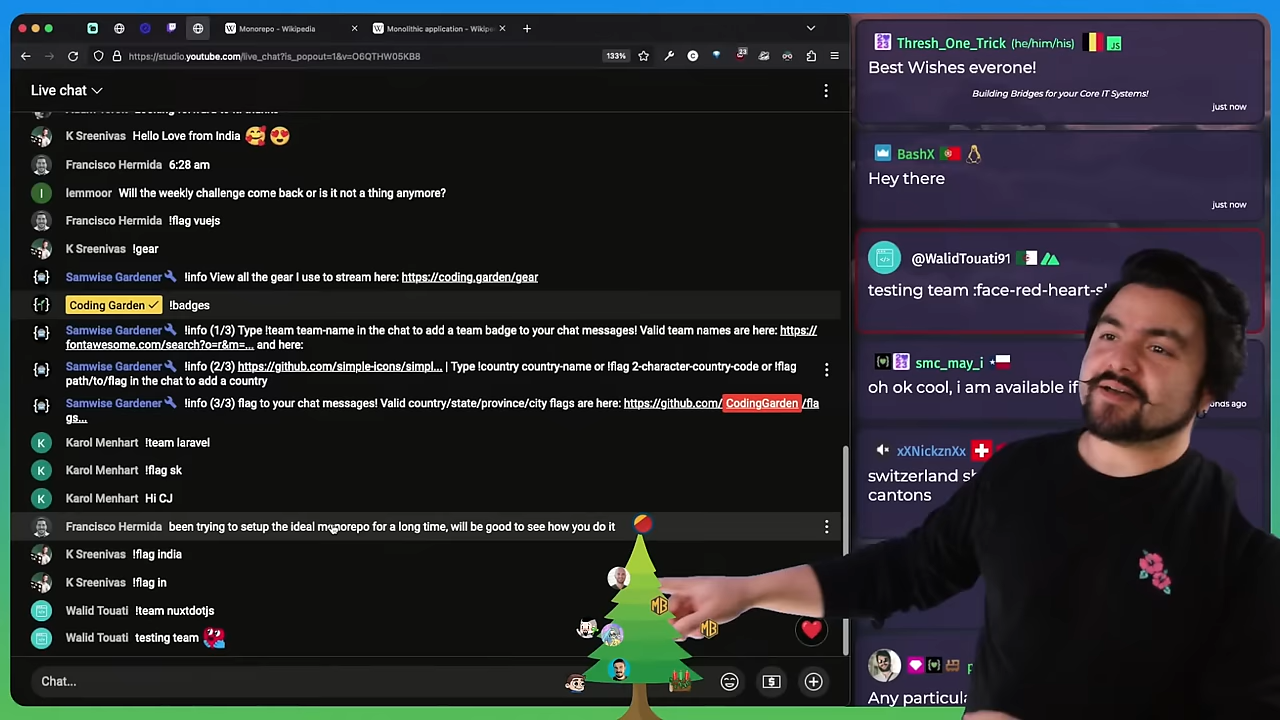 Monorepo - Wikipedia
Monolithic application - Wikipe
https://studio.youtube.com/live_chat?is_popout=1&v=O6QTHW05KB8
133%
23
Live chat
K Sreenivas Hello Love from India
Francisco Hermida 6:28 am
I lemmoor Will the weekly challenge come back or is it not a thing anymore?
Francisco Hermida !flag vuejs
K Sreenivas !gear
Samwise Gardener !info View all the gear I use to stream here: https://coding.garden/gear
Coding Garden !badges
Samwise Gardener !info (1/3) Type !team team-name in the chat to add a team badge to your chat messages! Valid team names are here: https://
fontawesome.com/search?o=r&m=... and here:
Samwise Gardener !info (2/3) https://github.com/simple-icons/simpl... | Type !country country-name or !flag 2-character-country-code or !flag
path/to/flag in the chat to add a country
Samwise Gardener !info (3/3) flag to your chat messages! Valid country/state/province/city flags are here: https://github.com/CodingGarden/fla
gs...
K Karol Menhart !team laravel
K Karol Menhart !flag sk
K Karol Menhart Hi CJ
Francisco Hermida been trying to setup the ideal monorepo for a long time, will be good to see how you do it
K Sreenivas !flag india
K Sreenivas !flag in
Walid Touati !team nuxtdotjs
Walid Touati testing team
Chat...
MB
MB
23 Thresh_One_Trick (he/him/his) JS
Best Wishes everone!
Building Bridges for your Core IT Systems!
just now
BashX
Hey there
just now
@WalidTouati91
testing team :face-red-heart-s
23 smc_may_i
oh ok cool, i am available if
onds ago
xXNickznXx
switzerland s
cantons
Any particula